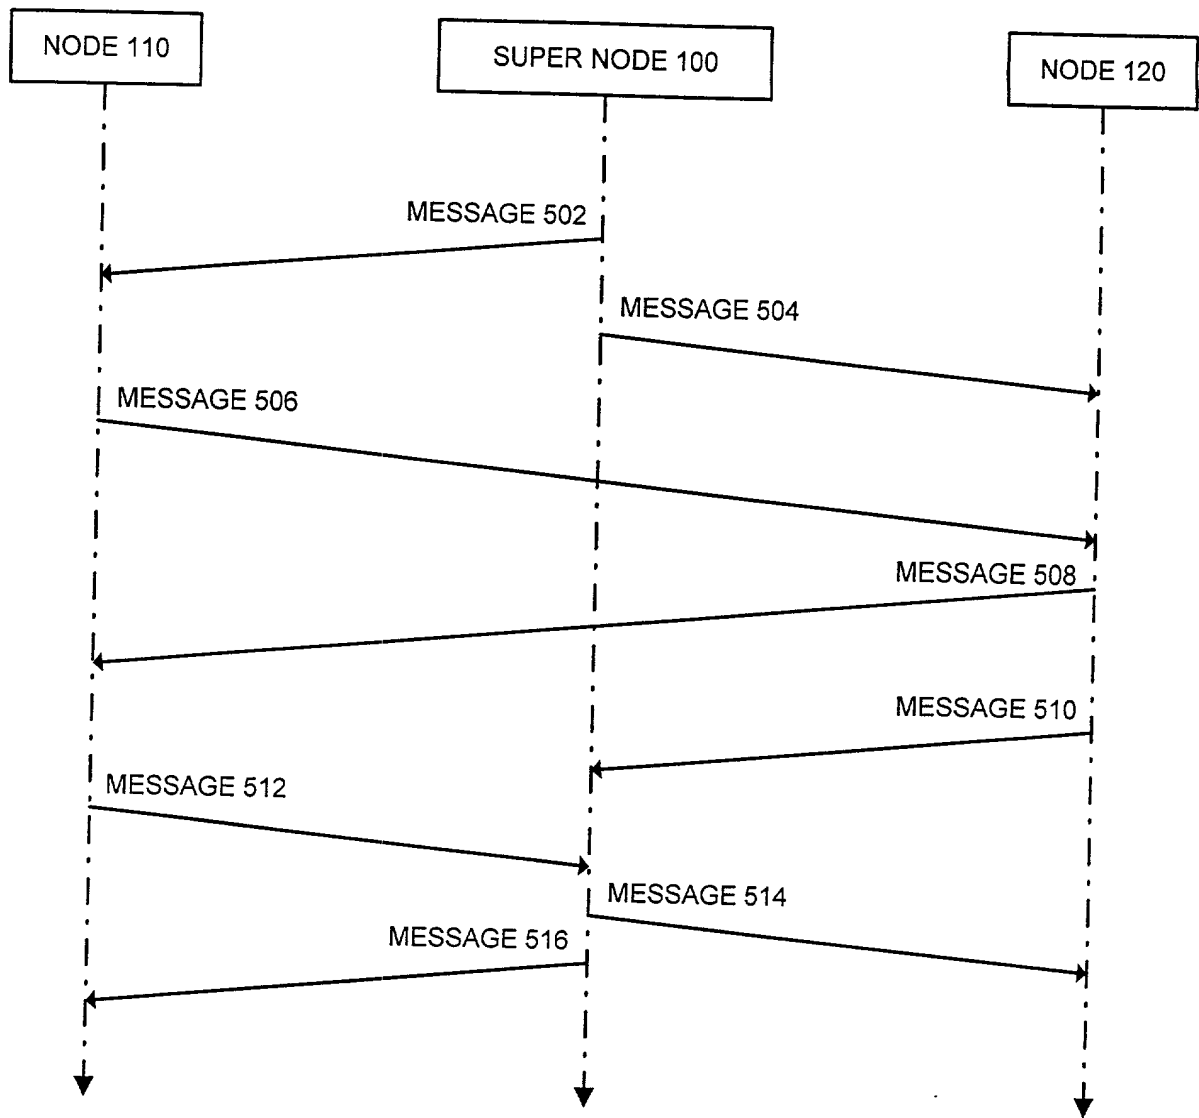 NODE 110
SUPER NODE 100
NODE 120
MESSAGE 502
MESSAGE 504
MESSAGE 506
MESSAGE 508
MESSAGE 510
MESSAGE 512
MESSAGE 514
MESSAGE 516